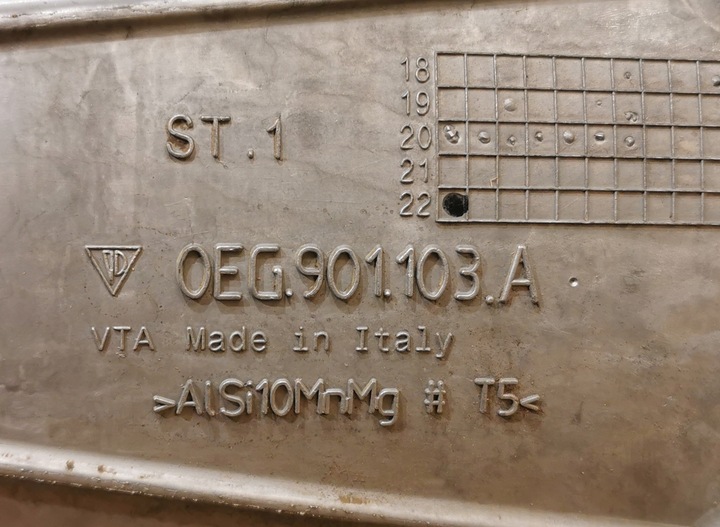 18
19
20
21
22
ST.1
0EG.901.103.A
VTA Made in Italy
>AlSi10MnMg # T5<